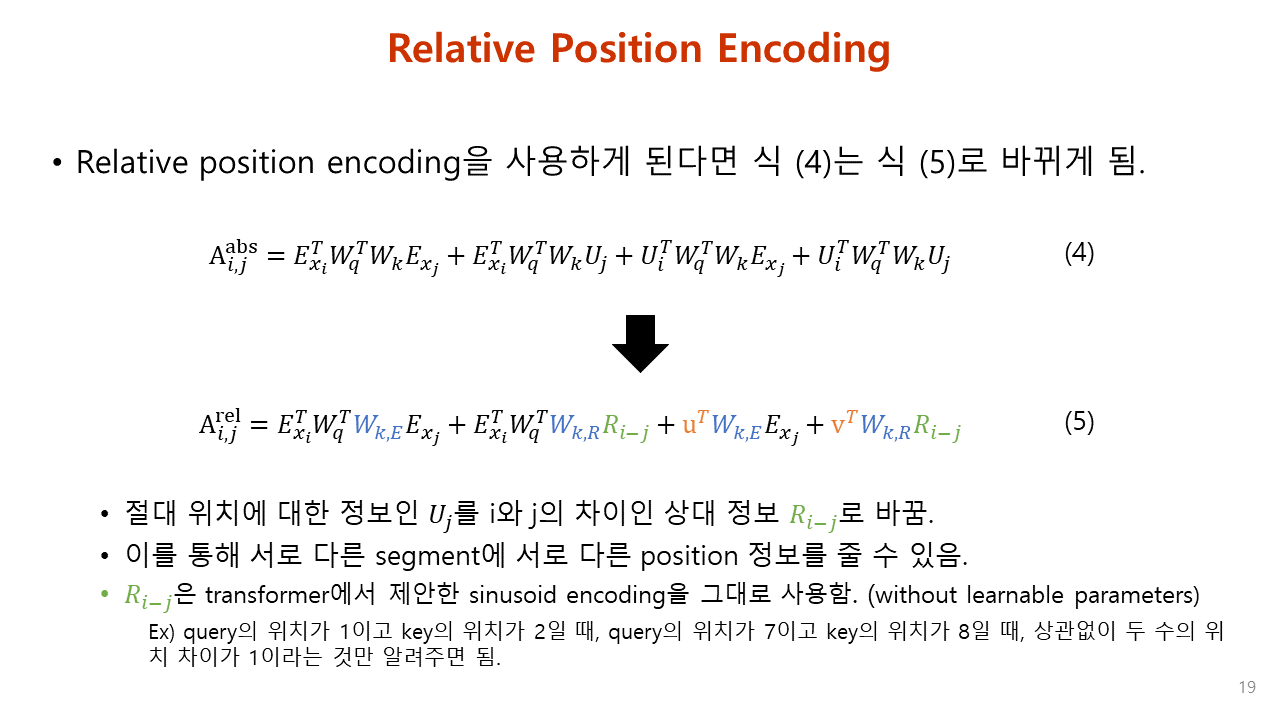 Relative Position Encoding
• Relative position encoding을 사용하게 된다면 식 (4)는 식 (5)로 바뀌게 됨.
$\mathrm{A}_{i,j}^{\mathrm{abs}} = E_{x_i}^T W_q^T W_k E_{x_j} + E_{x_i}^T W_q^T W_k U_j + U_i^T W_q^T W_k E_{x_j} + U_i^T W_q^T W_k U_j$ (4)
$\mathrm{A}_{i,j}^{\mathrm{rel}} = E_{x_i}^T W_q^T W_{k,E} E_{x_j} + E_{x_i}^T W_q^T W_{k,R} R_{i-j} + \mathrm{u}^T W_{k,E} E_{x_j} + \mathrm{v}^T W_{k,R} R_{i-j}$ (5)
• 절대 위치에 대한 정보인 $U_j$를 i와 j의 차이인 상대 정보 $R_{i-j}$로 바꿈.
• 이를 통해 서로 다른 segment에 서로 다른 position 정보를 줄 수 있음.
• $R_{i-j}$은 transformer에서 제안한 sinusoid encoding을 그대로 사용함. (without learnable parameters)
Ex) query의 위치가 1이고 key의 위치가 2일 때, query의 위치가 7이고 key의 위치가 8일 때, 상관없이 두 수의 위
치 차이가 1이라는 것만 알려주면 됨.
19